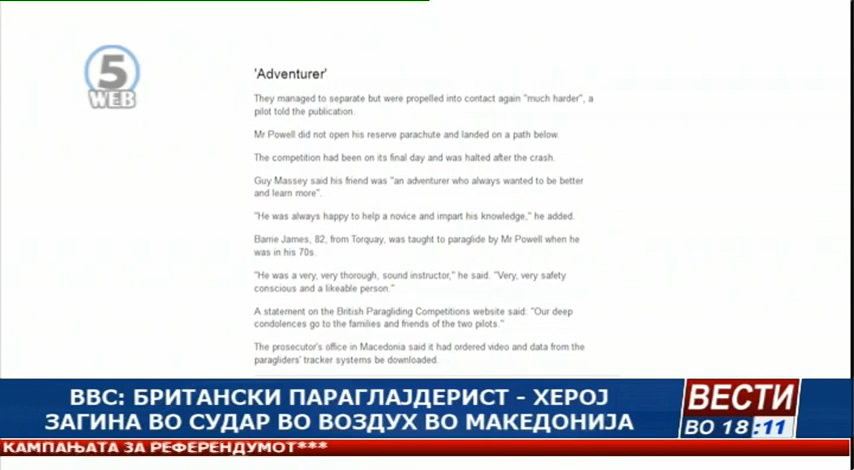 5
WEB
'Adventurer'
They managed to separate but were propelled into contact again "much harder", a
pilot told the publication.
Mr Powell did not open his reserve parachute and landed on a path below.
The competition had been on its final day and was halted after the crash.
Guy Massey said his friend was "an adventurer who always wanted to be better
and learn more".
"He was always happy to help a novice and impart his knowledge," he added.
Barrie James, 82, from Torquay, was taught to paraglide by Mr Powell when he
was in his 70s.
"He was a very, very thorough, sound instructor," he said. "Very, very safety
conscious and a likeable person."
A statement on the British Paragliding Competitions website said: "Our deep
condolences go to the families and friends of the two pilots."
The prosecutor's office in Macedonia said it had ordered video and data from the
paragliders' tracker systems be downloaded.
BBC: БРИТАНСКИ ПАРАГЛАЈДЕРИСТ - ХЕРОЈ
ЗАГИНА ВО СУДАР ВО ВОЗДУХ ВО МАКЕДОНИЈА
ВЕСТИ
ВО 18:11
КАМПАЊАТА ЗА РЕФЕРЕНДУМОТ***